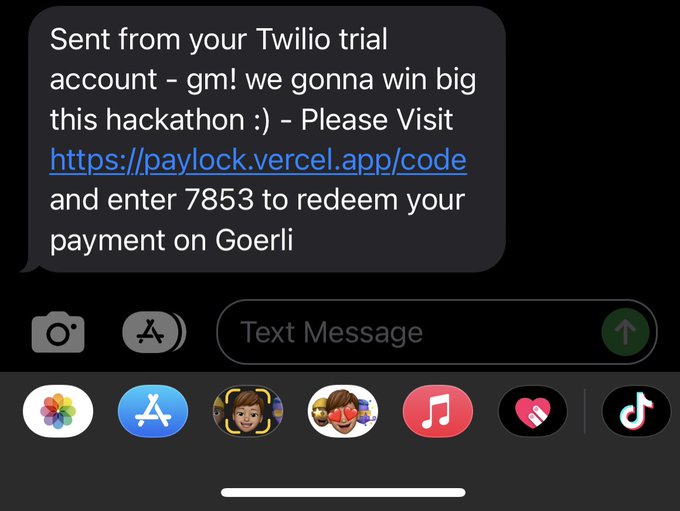 Sent from your Twilio trial
account - gm! we gonna win big
this hackathon :) - Please Visit
https://paylock.vercel.app/code
and enter 7853 to redeem your
payment on Goerli
Text Message